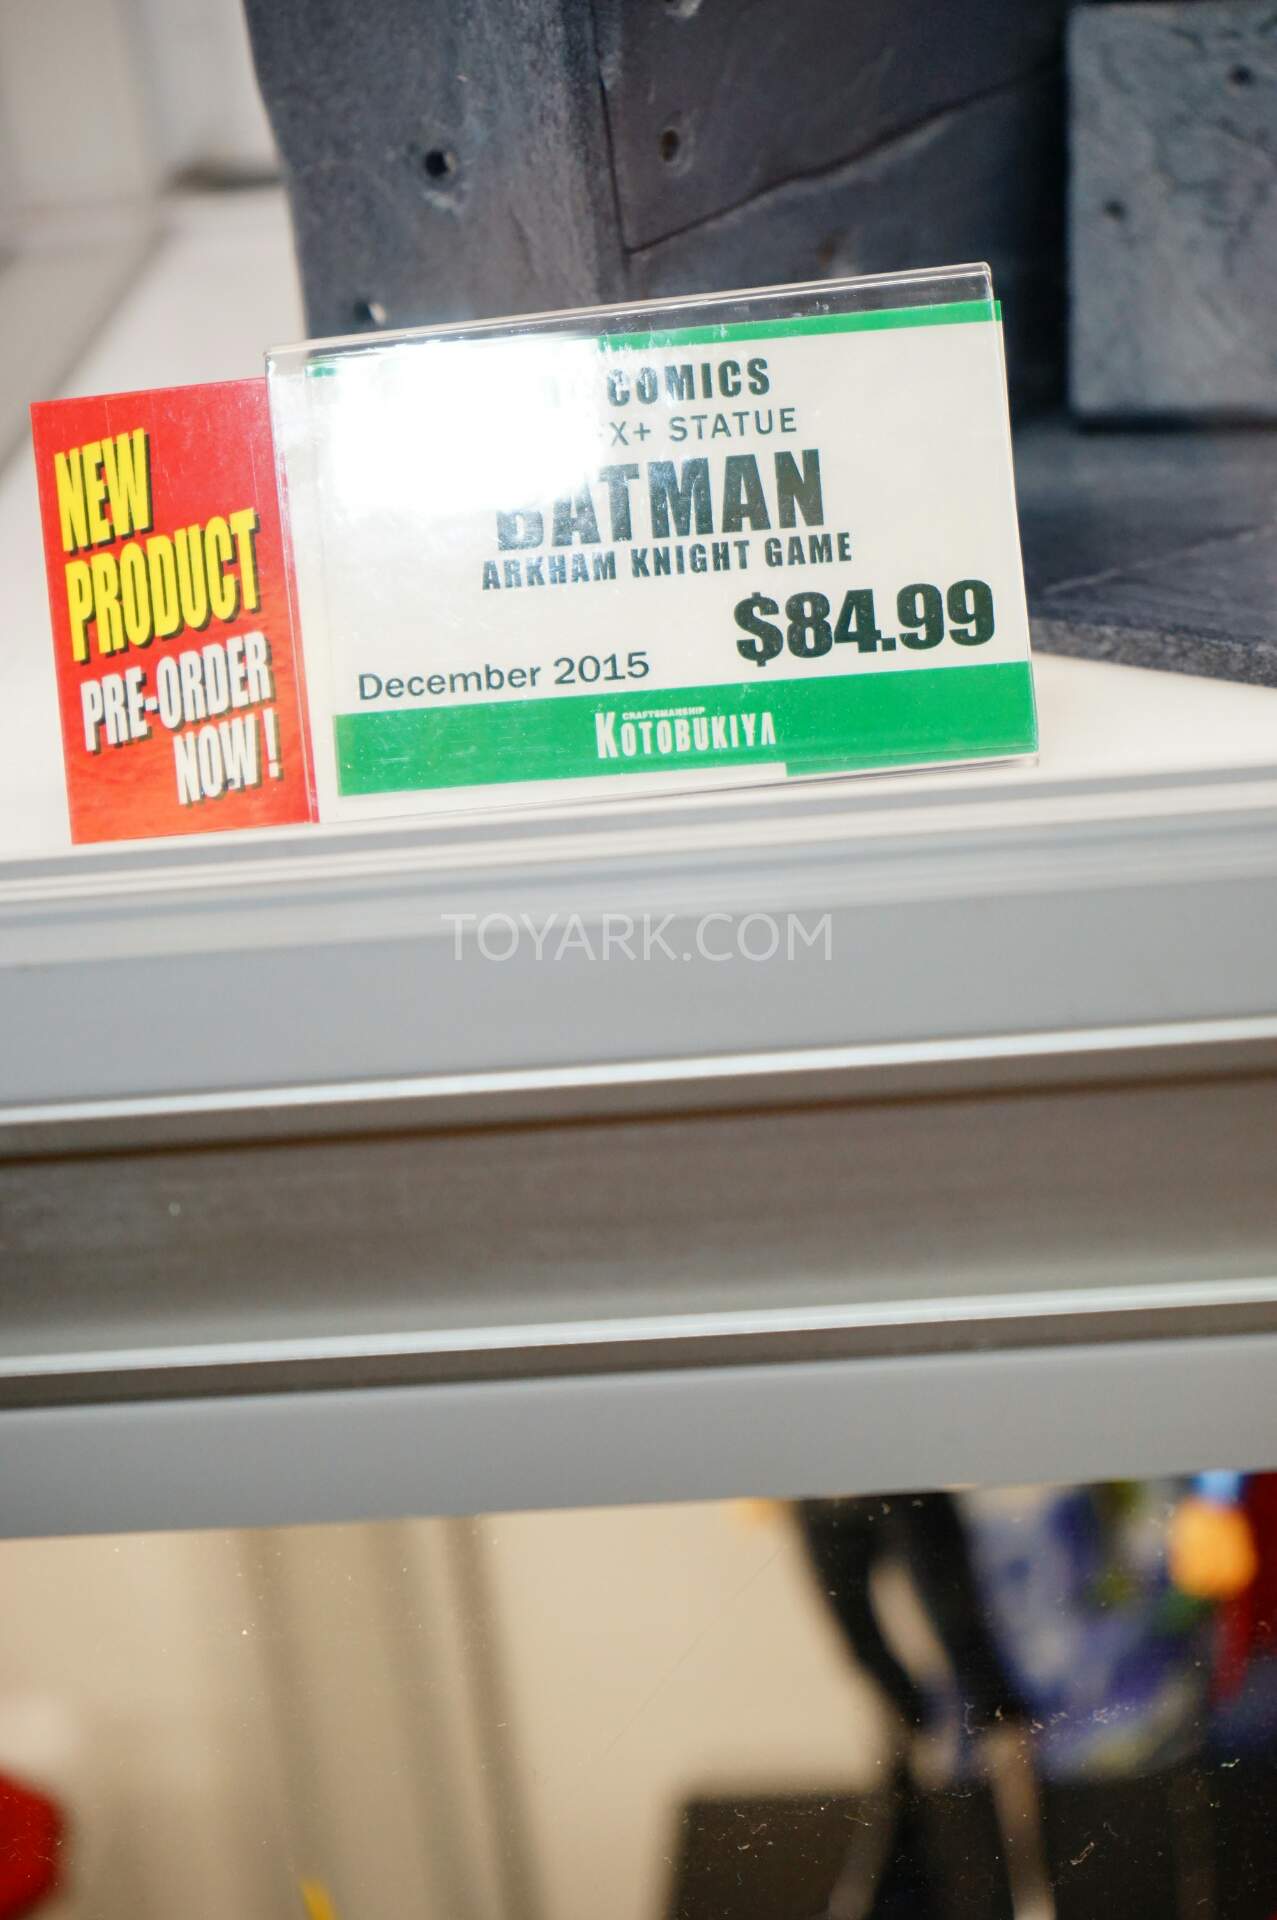 NEW
PRODUCT
PRE-ORDER
NOW!
COMICS
X+ STATUE
BATMAN
ARKHAM KNIGHT GAME
$84.99
December 2015
CRAFTSMANSHIP
KOTOBUKIYA
TOYARK.COM